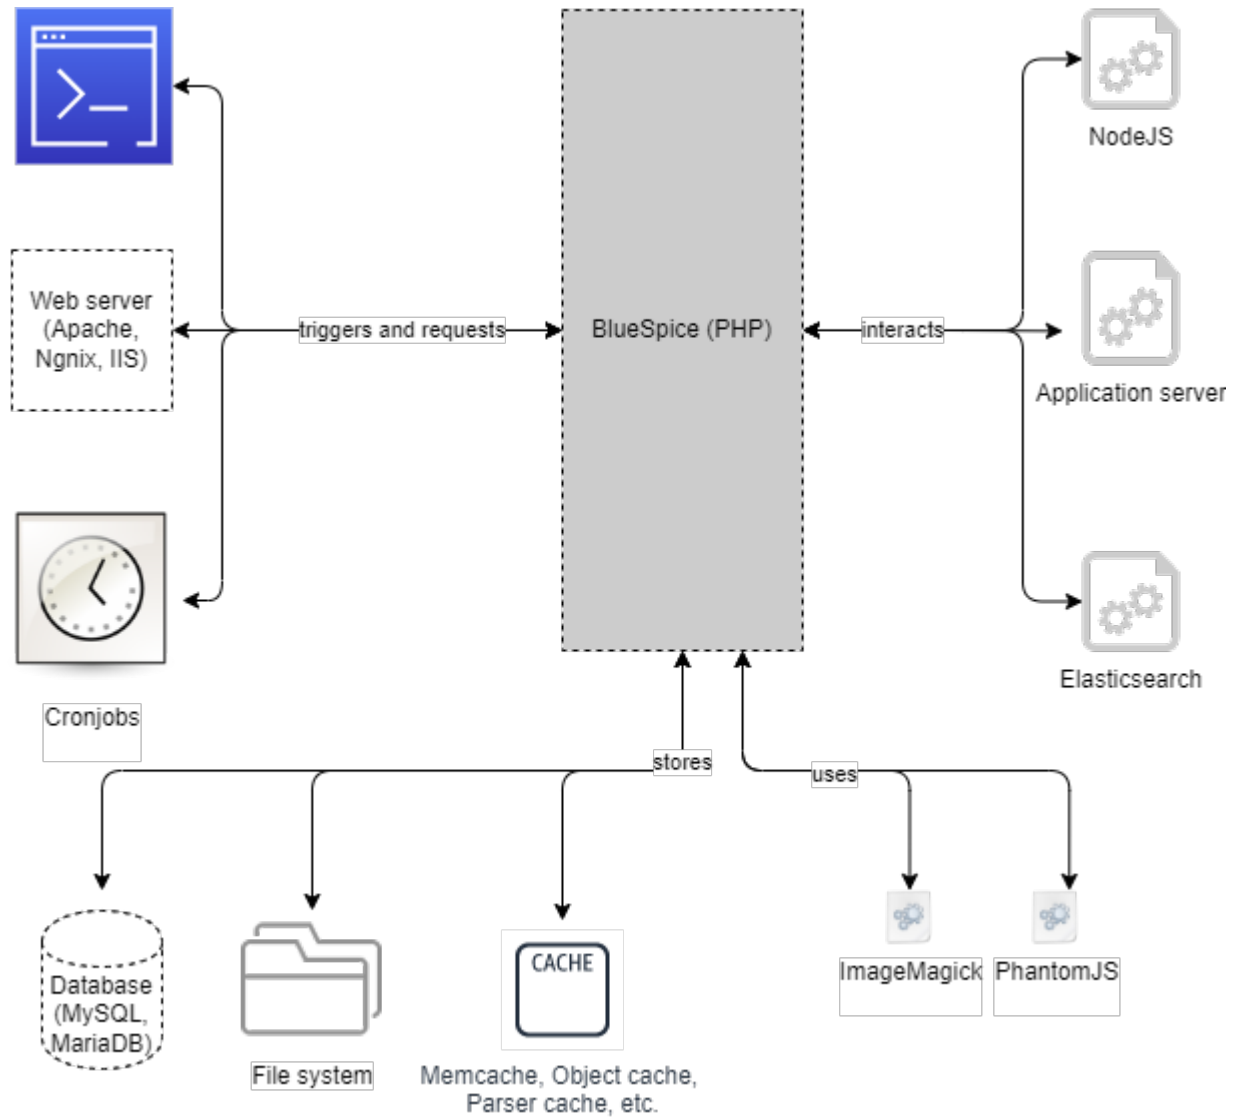 NodeJS
Web server
(Apache,
Ngnix, IIS)
triggers and requests
BlueSpice (PHP)
interacts
Application server
Elasticsearch
Cronjobs
stores
uses
Database
(MySQL,
MariaDB)
File system
CACHE
Memcache, Object cache,
Parser cache, etc.
ImageMagick
PhantomJS